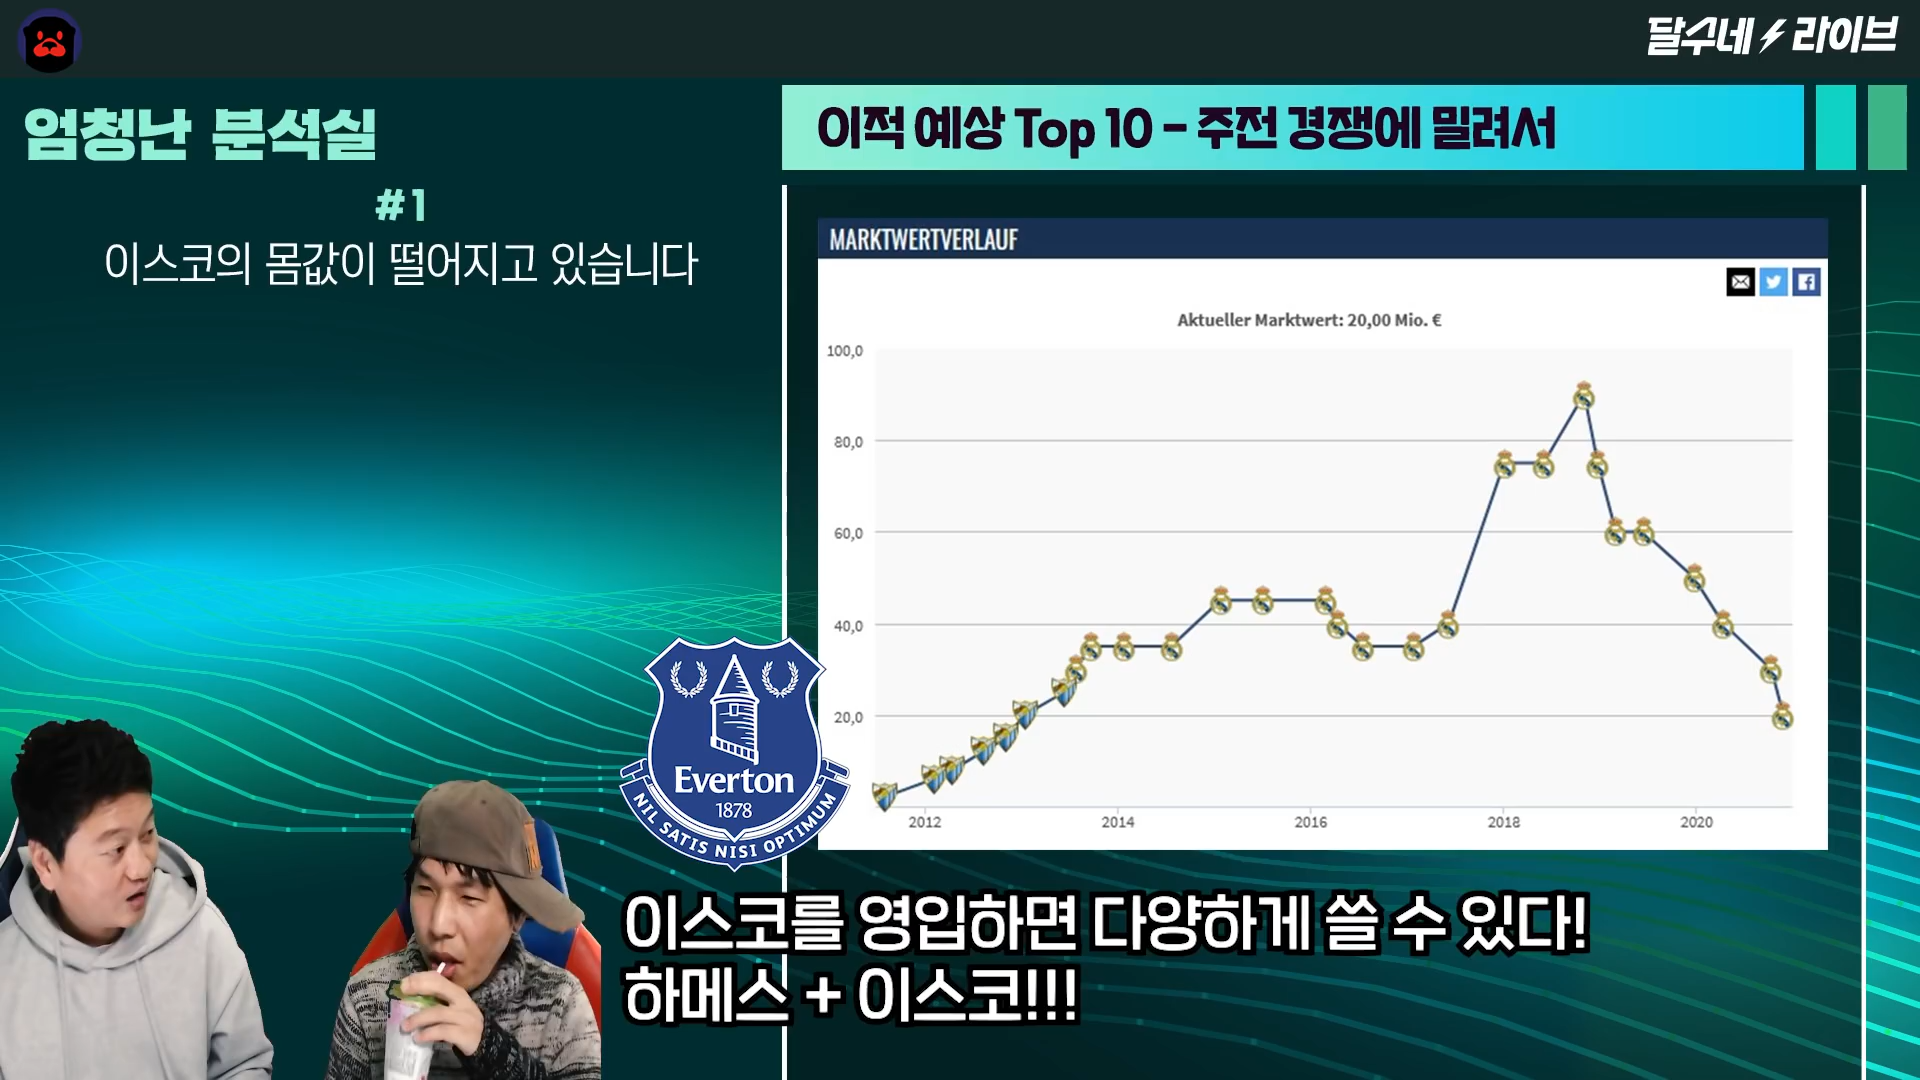 달수네 라이브
엄청난 분석실
#1
이스코의 몸값이 떨어지고 있습니다
이적 예상 Top 10 - 주전 경쟁에 밀려서
MARKTWERTVERLAUF
Aktueller Marktwert: 20,00 Mio. €
100,0
80,0
60,0
40,0
20,0
2012 2014 2016 2018 2020
Everton
1878
NIL SATIS NISI OPTIMUM
이스코를 영입하면 다양하게 쓸 수 있다!
하메스 + 이스코!!!